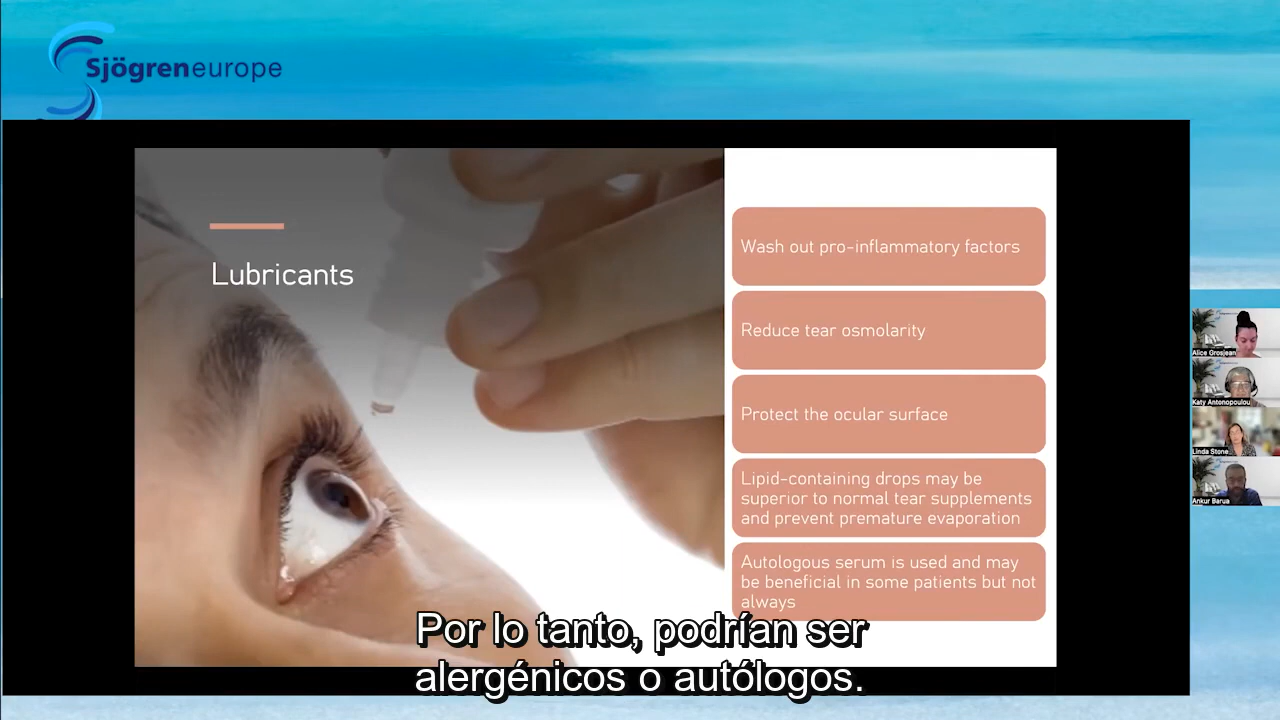 Sjögreneurope
Lubricants
Wash out pro-inflammatory factors
Reduce tear osmolarity
Protect the ocular surface
Lipid-containing drops may be
superior to normal tear supplements
and prevent premature evaporation
Autologous serum is used and may
be beneficial in some patients but not
always
Por lo tanto, podrían ser
alergénicos o autólogos.
Alice Grosjean
Katy Antonopoulou
Linda Stone
Ankur Barua